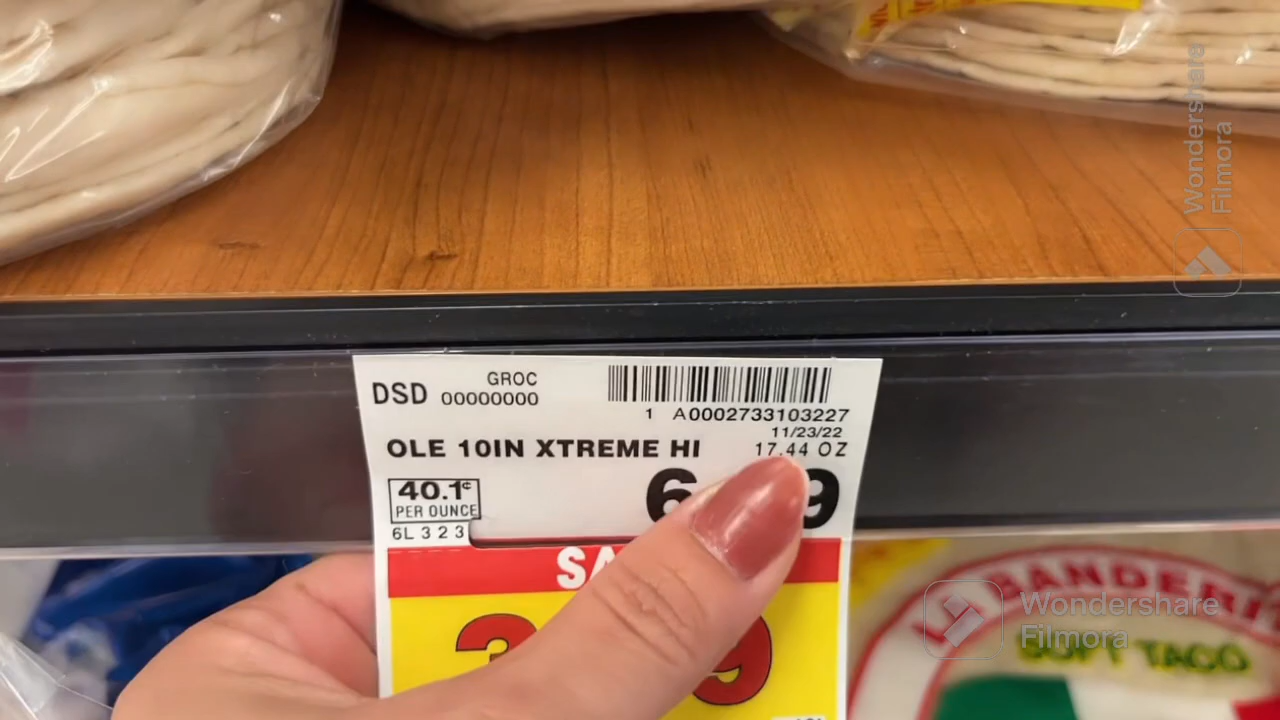 Wondershare
Filmora
DSD
GROC
00000000
1 A0002733103227
11/23/22
OLE 10IN XTREME HI
17.44 OZ
40.1¢
PER OUNCE
6L 3 2 3
BANDERI
SOFT TACO
Wondershare
Filmora